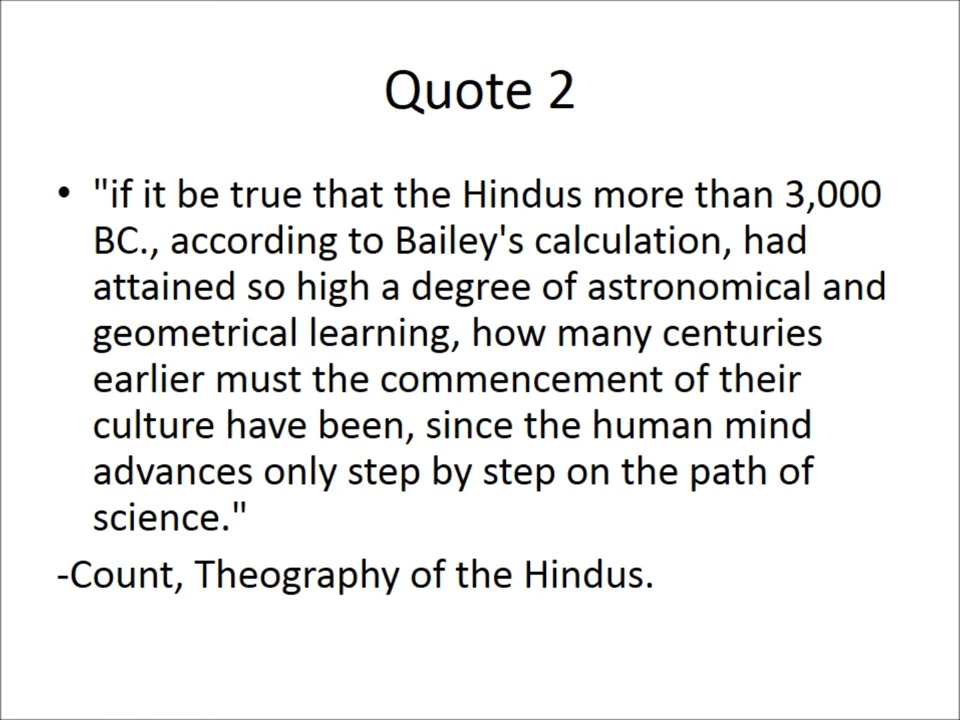 Quote 2
• "if it be true that the Hindus more than 3,000
BC., according to Bailey's calculation, had
attained so high a degree of astronomical and
geometrical learning, how many centuries
earlier must the commencement of their
culture have been, since the human mind
advances only step by step on the path of
science."
-Count, Theography of the Hindus.